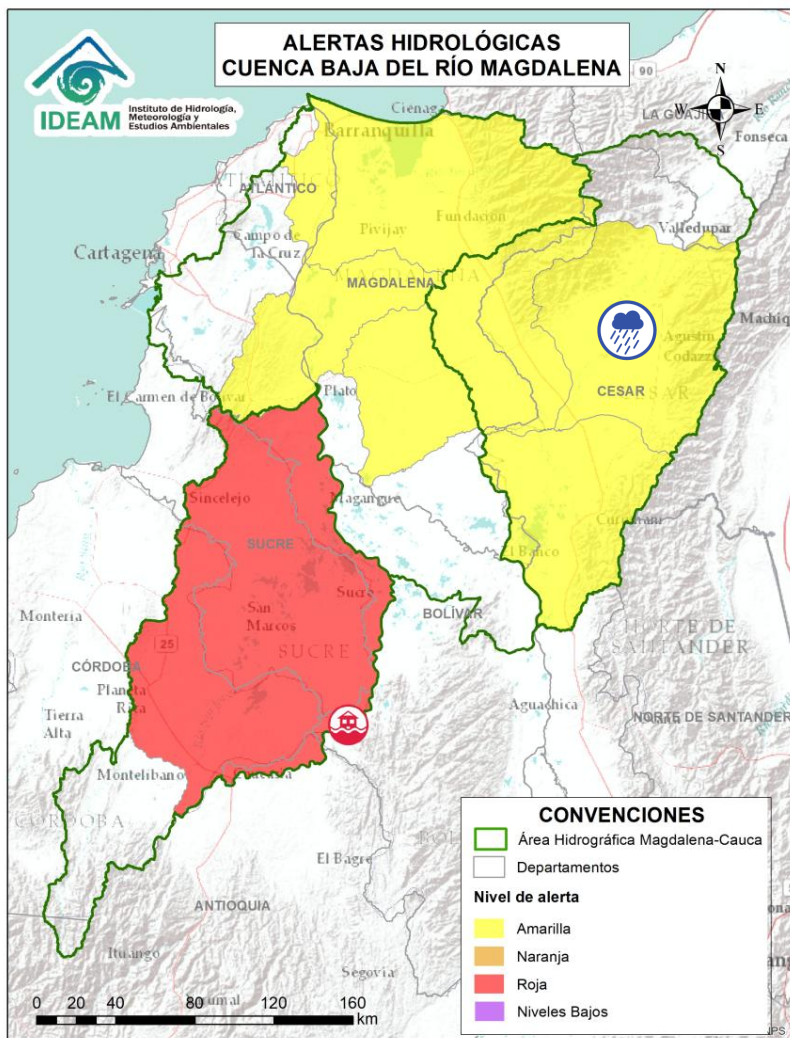 ALERTAS HIDROLÓGICAS
CUENCA BAJA DEL RÍO MAGDALENA
IDEAM
Instituto de Hidrología,
Meteorología y
Estudios Ambientales
90
N
W
E
S
Ciénaga
LA GUAJIRA
Barranquilla
Fonseca
ATLÁNTICO
Pivijay
Fundación
Valledupar
Cartagena
Campo de
la Cruz
MAGDALENA
MAGDALENA
Agustín
Codazzi
CESAR
El Carmen de Bolívar
Plato
Sincelejo
Magangué
SUCRE
El Banco
Sucre
BOLÍVAR
Montería
San
Marcos
SUCRE
NORTE DE
SANTANDER
25
CÓRDOBA
Planeta
Rica
Tierra
Alta
Aguachica
NORTE DE SANTANDER
Montelíbano
CÓRDOBA
El Bagre
ANTIOQUIA
Ituango
Segovia
0 20 40 80 120 160
km
CONVENCIONES
Área Hidrográfica Magdalena-Cauca
Departamentos
Nivel de alerta
Amarilla
Naranja
Roja
Niveles Bajos